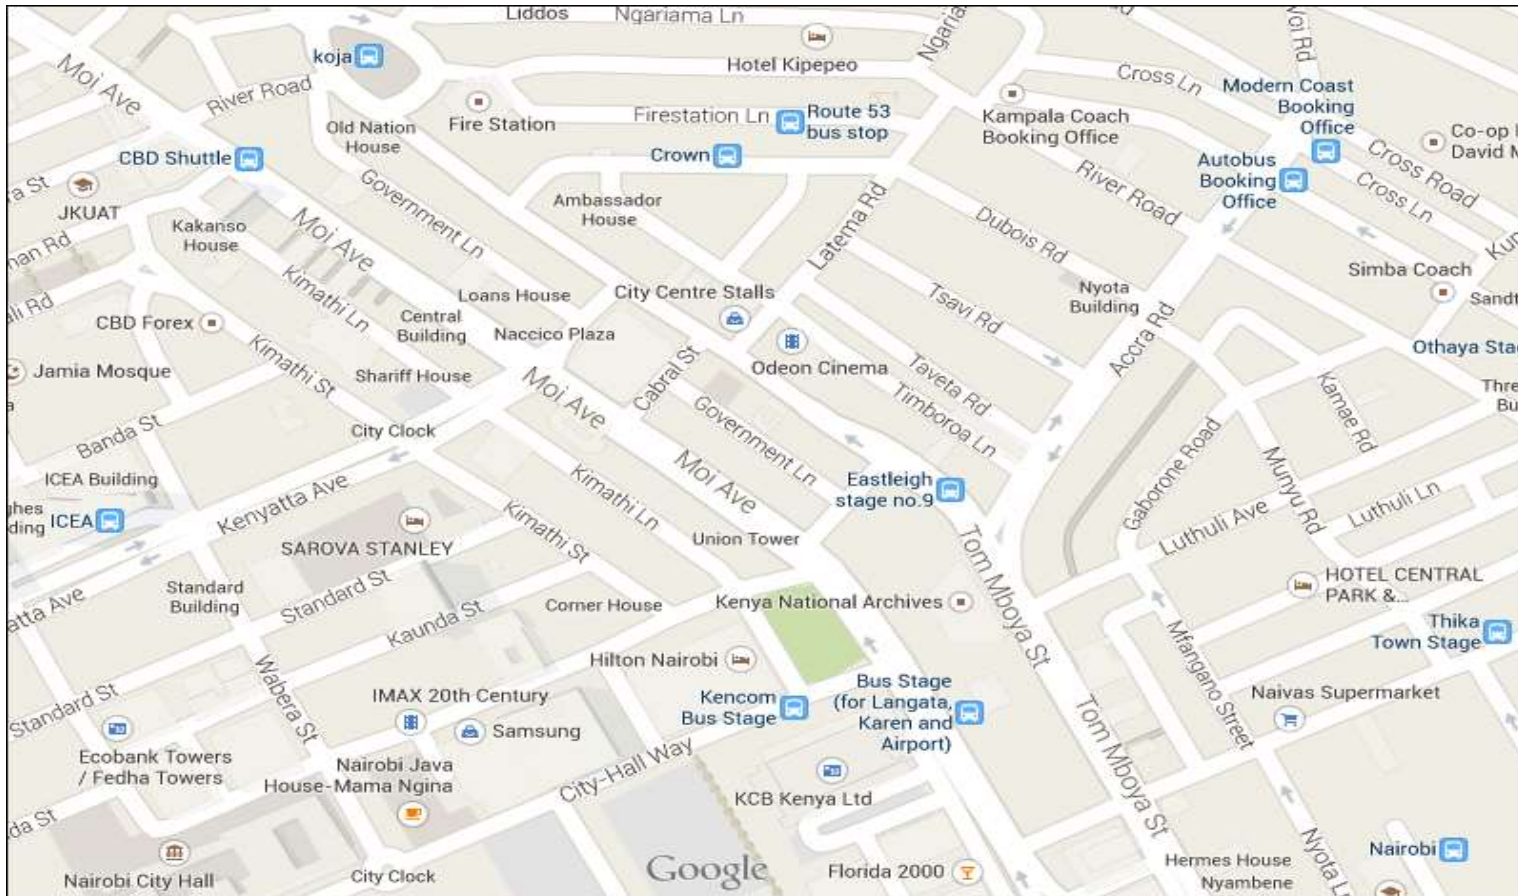 Liddos
Ngariama Ln
Voi Rd
Moi Ave
koja
Hotel Kipepeo
Cross Ln
Modern Coast
Booking
Office
River Road
Fire Station
Firestation Ln
Route 53
bus stop
Kampala Coach
Booking Office
Old Nation
House
CBD Shuttle
Crown
Autobus
Booking
Office
Cross Road
JKUAT
Government Ln
Ambassador
House
Latema Rd
River Road
Dubois Rd
Cross Ln
Kakanso
House
Moi Ave
Kimathi Ln
Loans House
City Centre Stalls
Tsavi Rd
Nyota
Building
Simba Coach
CBD Forex
Central
Building
Naccico Plaza
Accra Rd
Kimathi St
Odeon Cinema
Jamia Mosque
Shariff House
Moi Ave
Cabral St
Taveta Rd
Timboroa Ln
Kamae Rd
Banda St
City Clock
Government Ln
Gaborone Road
Munyu Rd
ICEA Building
Kenyatta Ave
Kimathi Ln
Moi Ave
Eastleigh
stage no.9
Luthuli Ln
ICEA
SAROVA STANLEY
Kimathi St
Union Tower
Luthuli Ave
Tom Mboya St
Standard
Building
Standard St
Kaunda St
Corner House
Kenya National Archives
HOTEL CENTRAL
PARK &...
Thika
Town Stage
Mfangano Street
Wabera St
Hilton Nairobi
Standard St
IMAX 20th Century
Samsung
Kencom
Bus Stage
Bus Stage
(for Langata,
Karen and
Airport)
Tom Mboya St
Naivas Supermarket
Ecobank Towers
/ Fedha Towers
Nairobi Java
House-Mama Ngina
City-Hall Way
KCB Kenya Ltd
Nairobi City Hall
City Clock
Google
Florida 2000
Hermes House
Nyambene
Nairobi